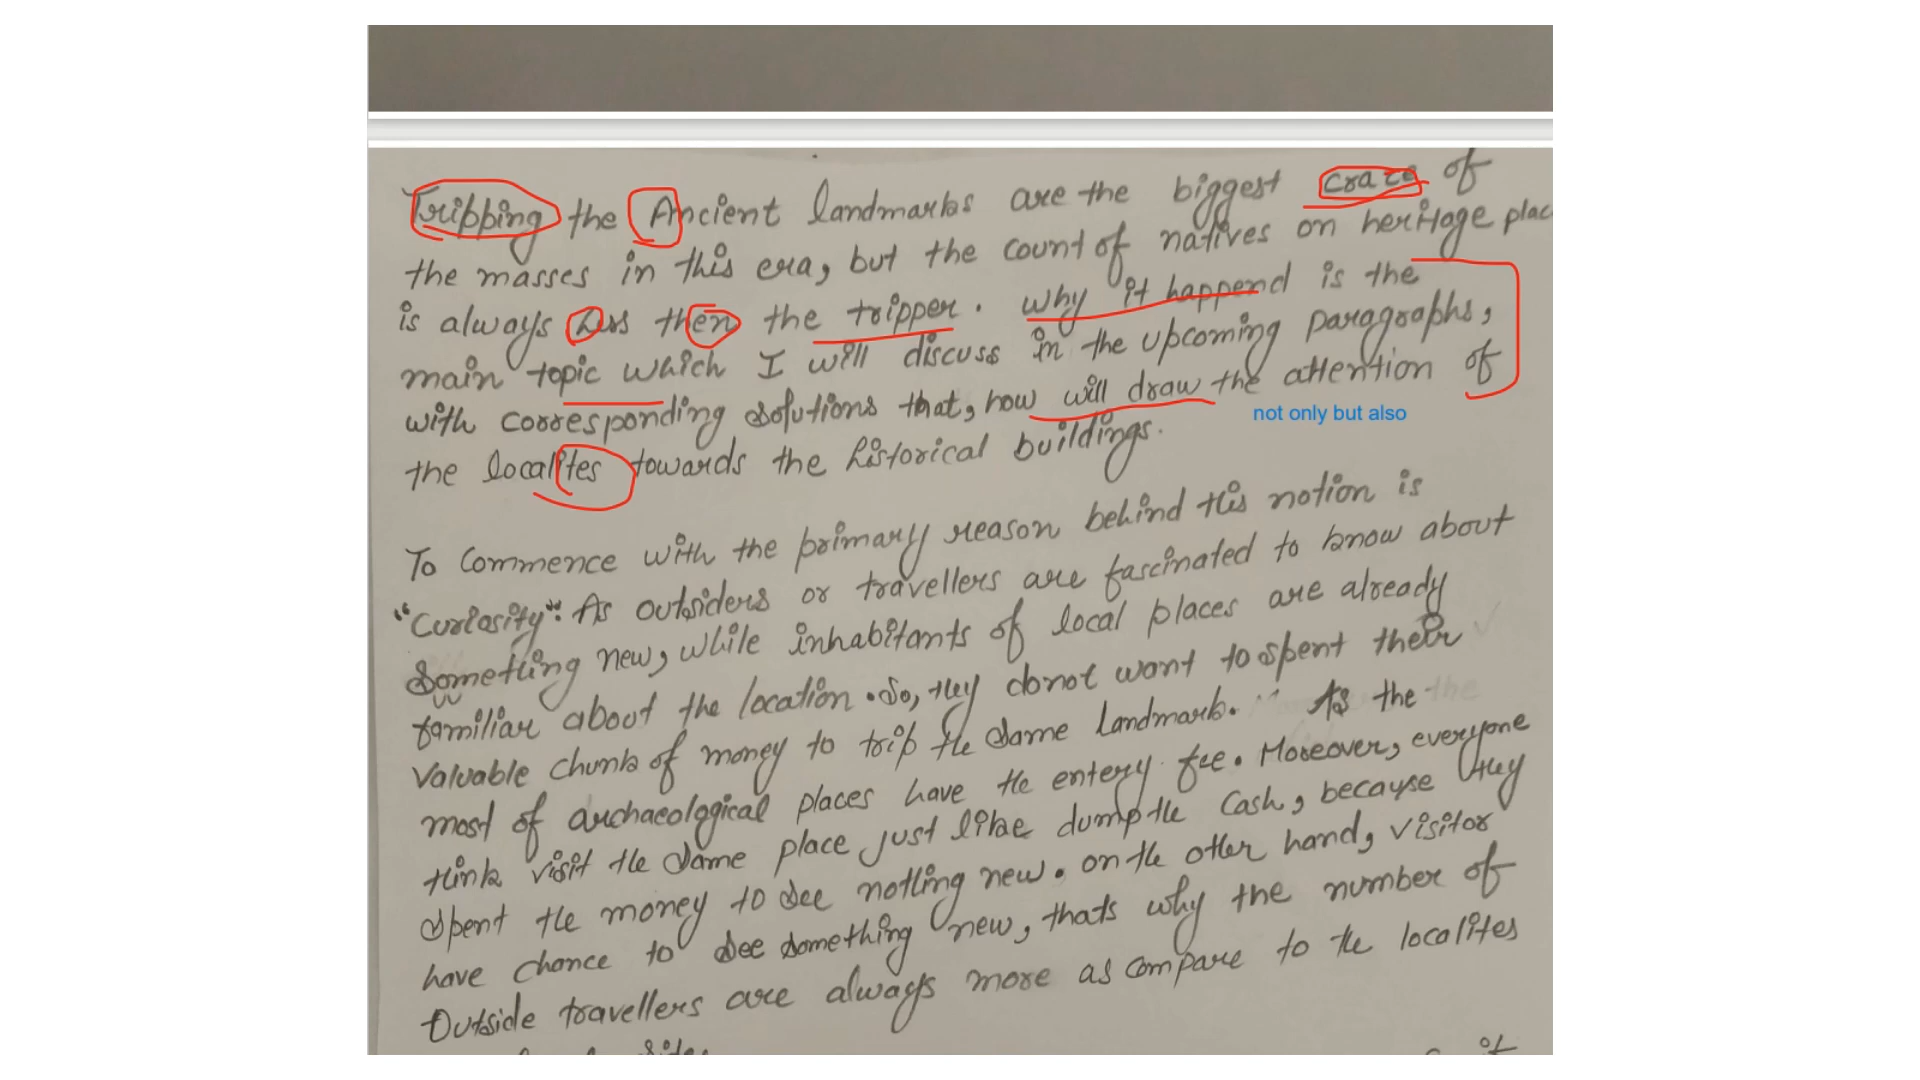 Tripping the Ancient landmarks are the biggest craze of
the masses in this era, but the count of natives on heritage plac
is always less then the tripper. Why it happend is the
main topic which I will discuss in the upcoming paragraphs,
with corresponding solutions that, how will draw the attention of
not only but also
the localites towards the historical buildings.
To Commence with the primary reason behind this notion is
"Curiosity". As outsiders or travellers are fascinated to know about
Something new, while inhabitants of local places are already
familiar about the location. So, they donot want to spent their
valuable chunk of money to trip the same landmark. As the
most of archaeological places have the entery fee. Moreover, everyone
think visit the same place just like dump the cash, because they
spent the money to see nothing new. on the other hand, visitor
have chance to see something new, thats why the number of
Outside travellers are always more as compare to the localites